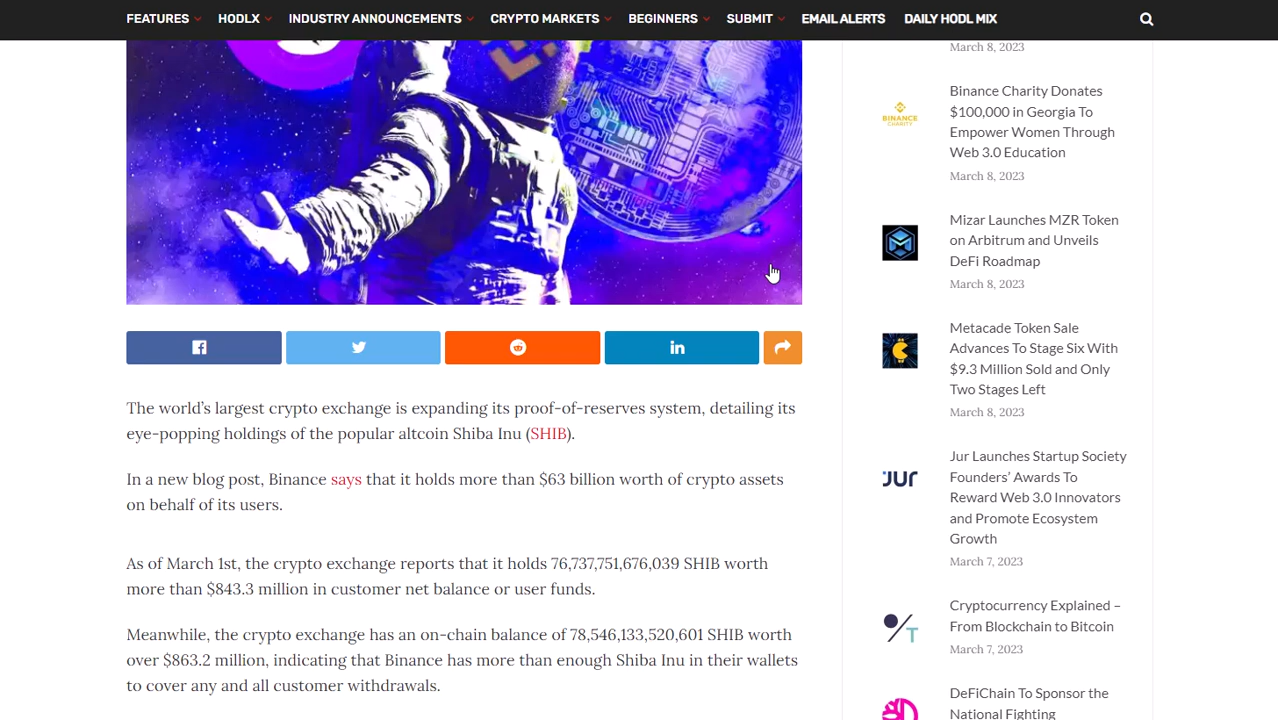 FEATURES HODLX INDUSTRY ANNOUNCEMENTS CRYPTO MARKETS BEGINNERS SUBMIT EMAIL ALERTS DAILY HODL MIX
The world's largest crypto exchange is expanding its proof-of-reserves system, detailing its
eye-popping holdings of the popular altcoin Shiba Inu (SHIB).
In a new blog post, Binance says that it holds more than $63 billion worth of crypto assets
on behalf of its users.
As of March 1st, the crypto exchange reports that it holds 76,737,751,676,039 SHIB worth
more than $843.3 million in customer net balance or user funds.
Meanwhile, the crypto exchange has an on-chain balance of 78,546,133,520,601 SHIB worth
over $863.2 million, indicating that Binance has more than enough Shiba Inu in their wallets
to cover any and all customer withdrawals.
March 8, 2023
BINANCE
CHARITY
Binance Charity Donates
$100,000 in Georgia To
Empower Women Through
Web 3.0 Education
March 8, 2023
Mizar Launches MZR Token
on Arbitrum and Unveils
DeFi Roadmap
March 8, 2023
Metacade Token Sale
Advances To Stage Six With
$9.3 Million Sold and Only
Two Stages Left
March 8, 2023
Jur
Jur Launches Startup Society
Founders' Awards To
Reward Web 3.0 Innovators
and Promote Ecosystem
Growth
March 7, 2023
Cryptocurrency Explained –
From Blockchain to Bitcoin
March 7, 2023
DeFiChain To Sponsor the
National Fighting